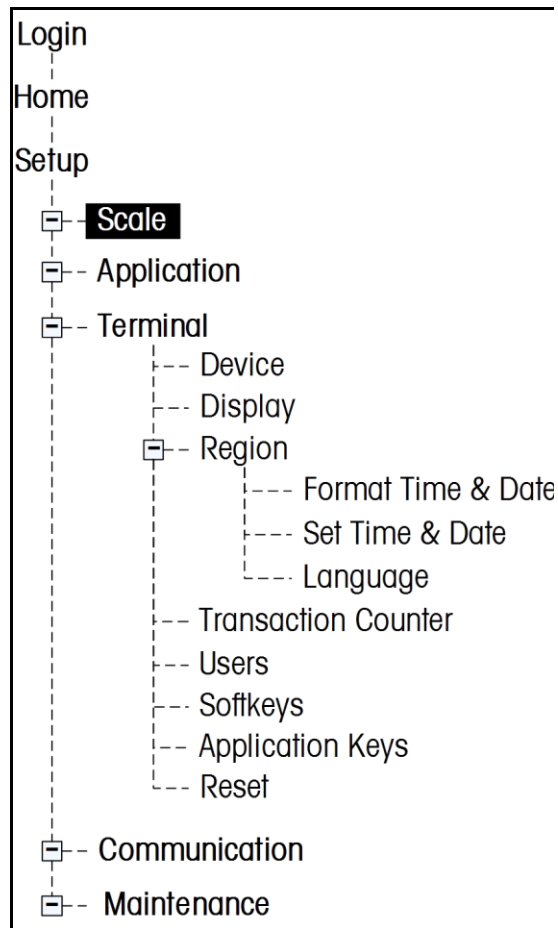 Login
Home
Setup
Scale
Application
Terminal
Device
Display
Region
Format Time & Date
Set Time & Date
Language
Transaction Counter
Users
Softkeys
Application Keys
Reset
Communication
Maintenance